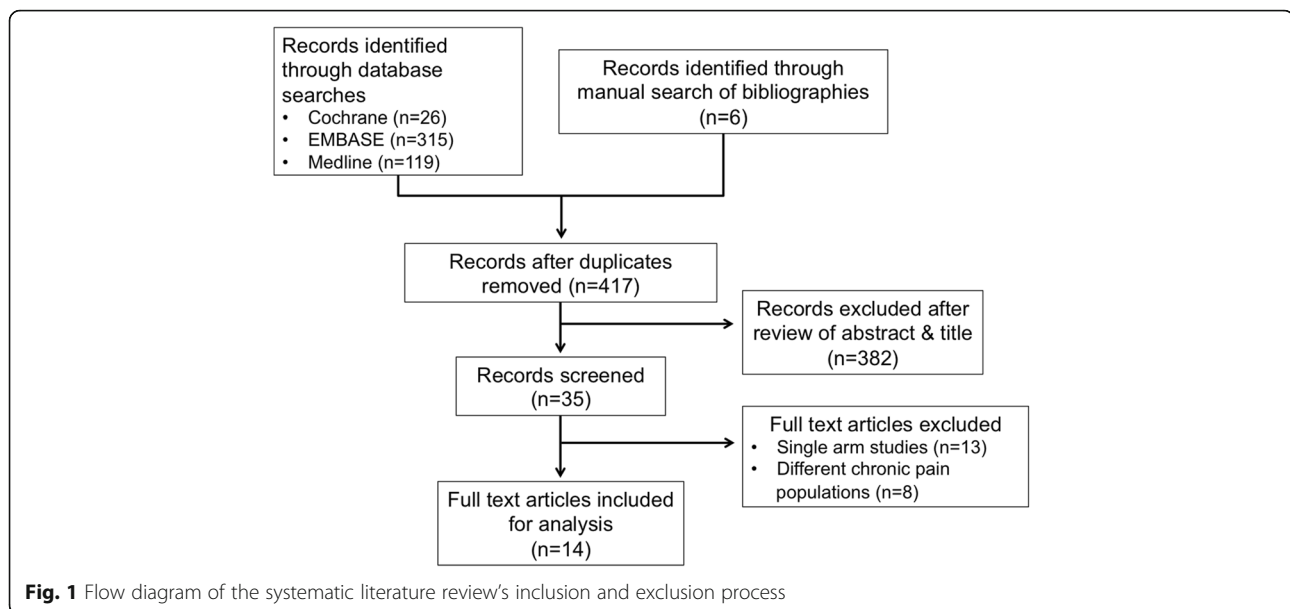 Records identified
through database
searches
• Cochrane (n=26)
• EMBASE (n=315)
• Medline (n=119)
Records identified through
manual search of bibliographies
(n=6)
Records after duplicates
removed (n=417)
Records excluded after
review of abstract & title
(n=382)
Records screened
(n=35)
Full text articles excluded
• Single arm studies (n=13)
• Different chronic pain
populations (n=8)
Full text articles included
for analysis
(n=14)
Fig. 1 Flow diagram of the systematic literature review's inclusion and exclusion process